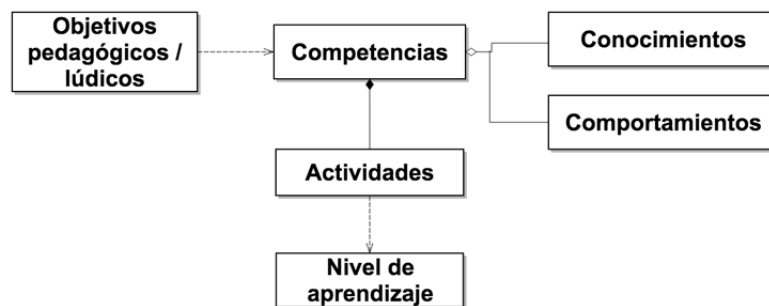 Objetivos
pedagógicos /
lúdicos
Competencias
Conocimientos
Comportamientos
Actividades
Nivel de
aprendizaje